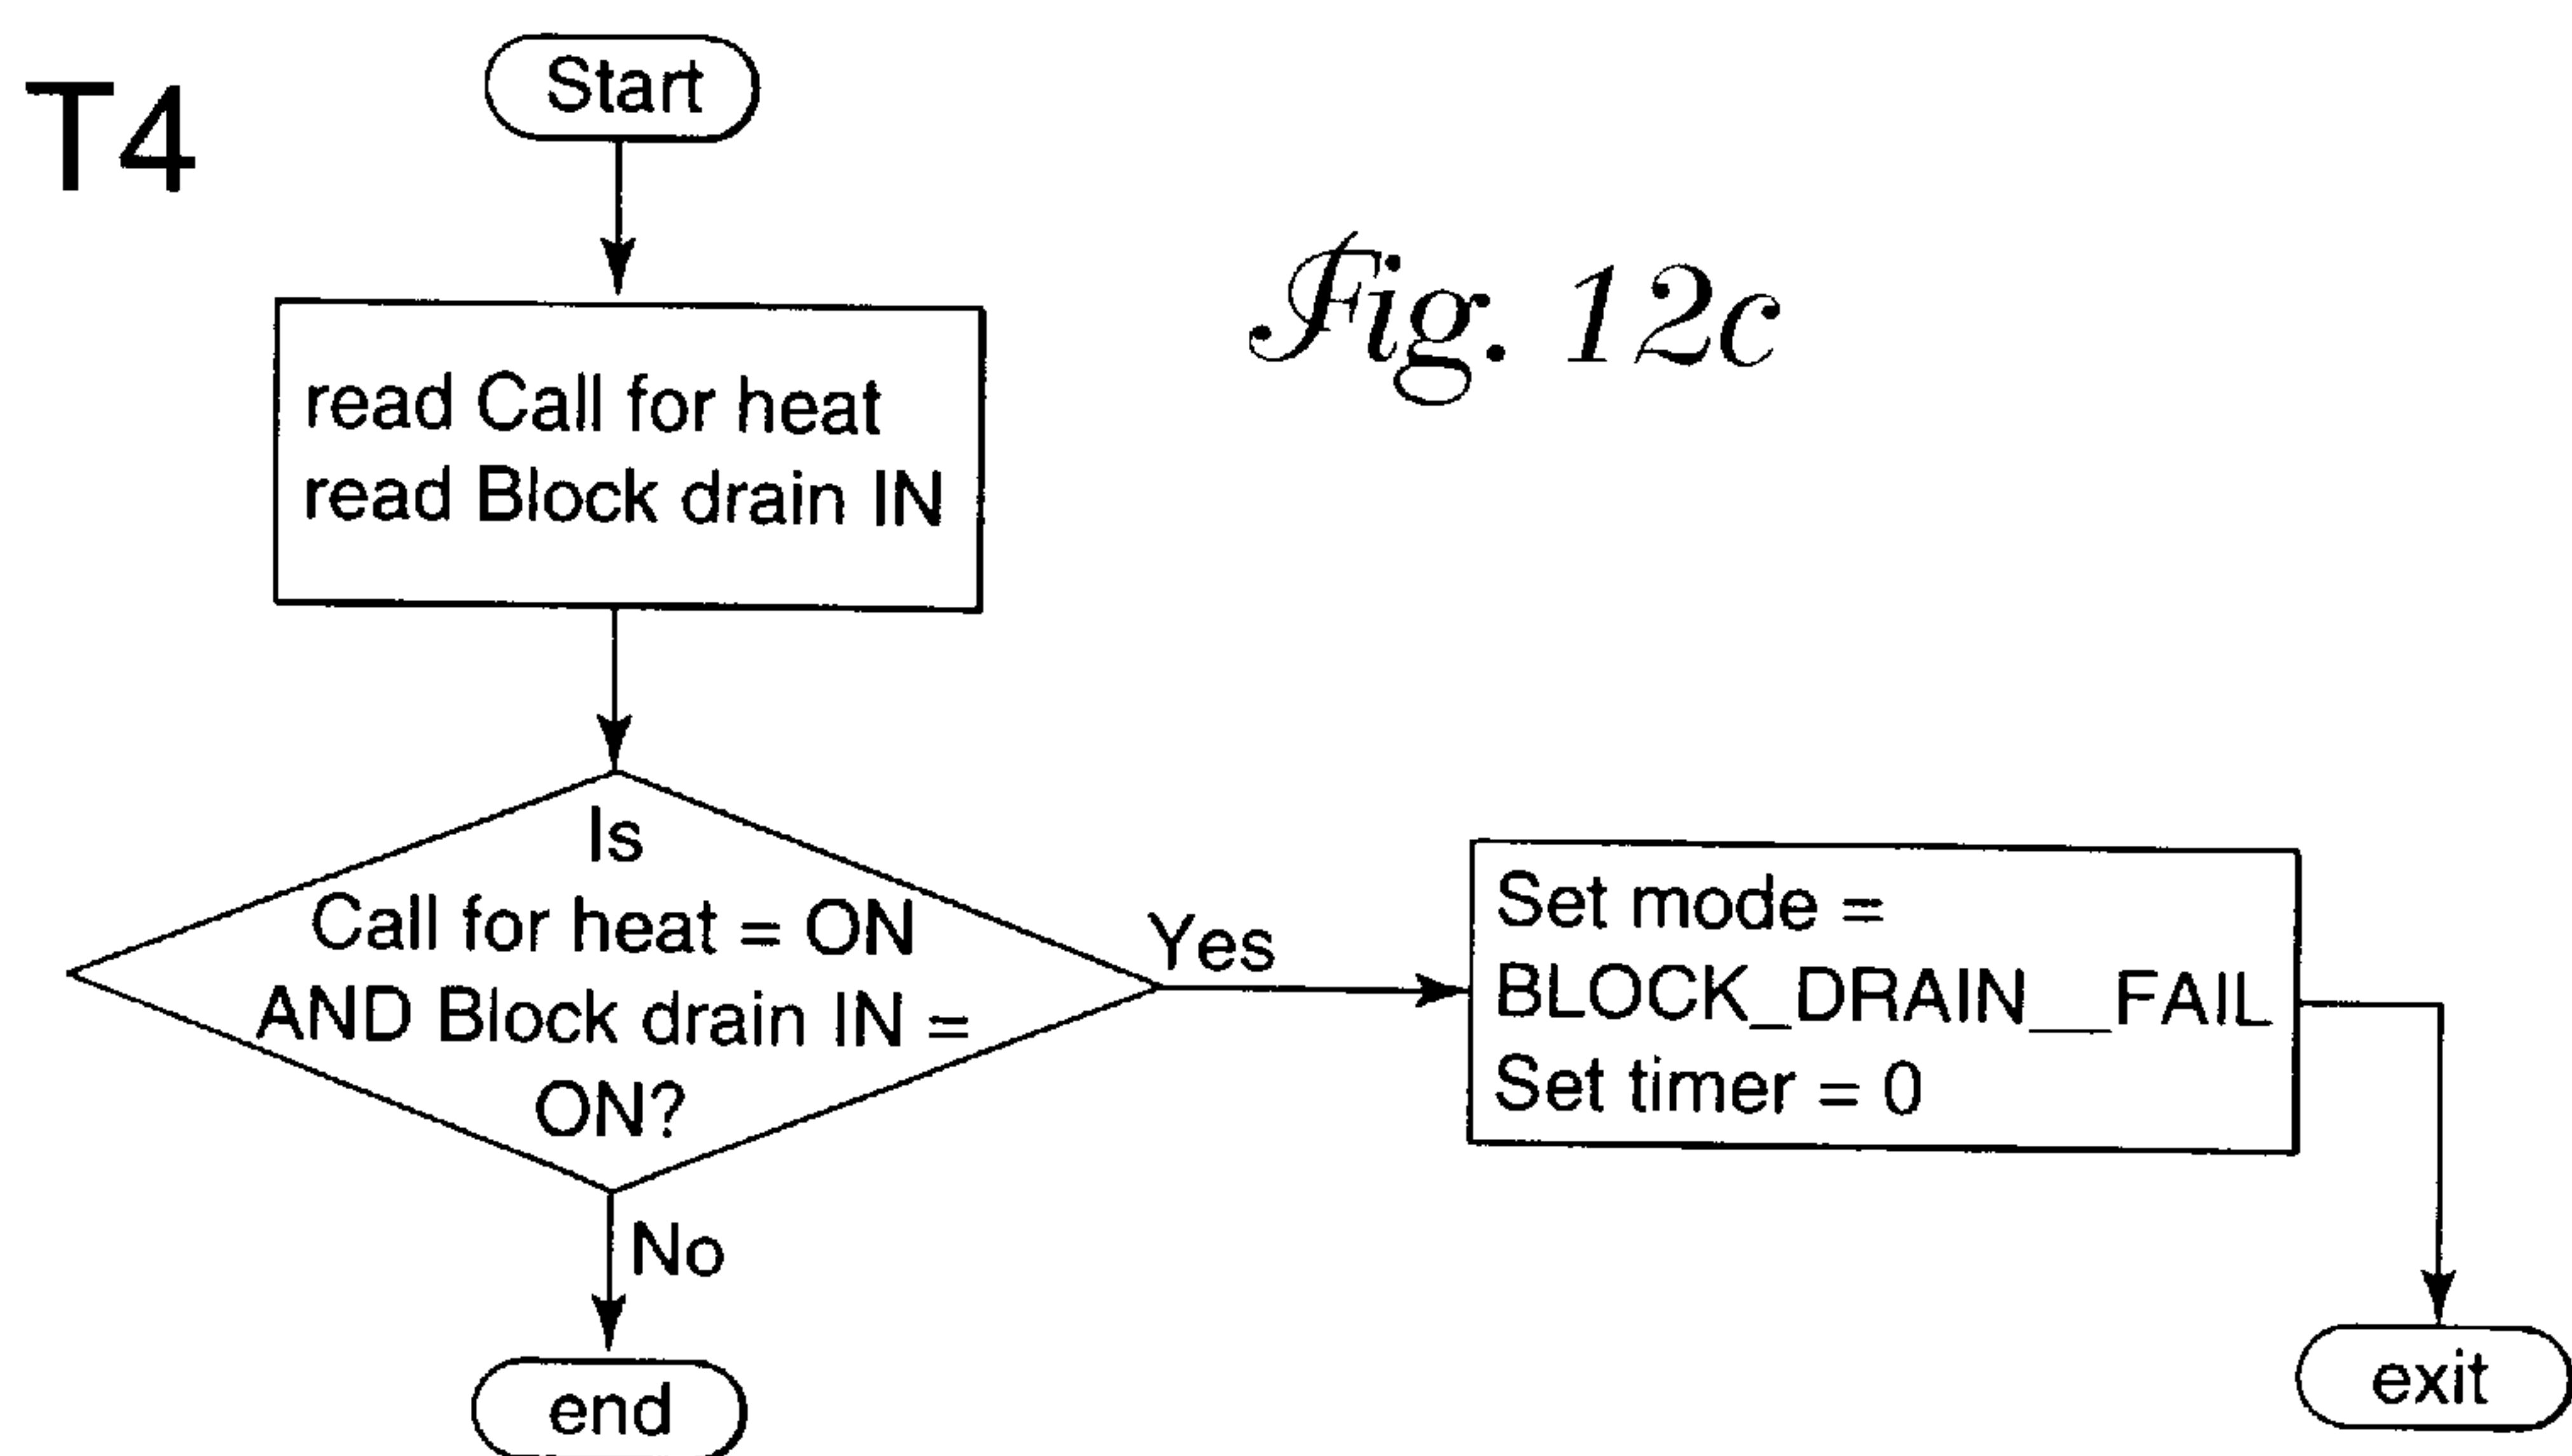 T4
Start
Fig. 12c
read Call for heat
read Block drain IN
Is
Call for heat = ON
AND Block drain IN =
ON?
Yes
Set mode =
BLOCK_DRAIN__FAIL
Set timer = 0
No
end
exit